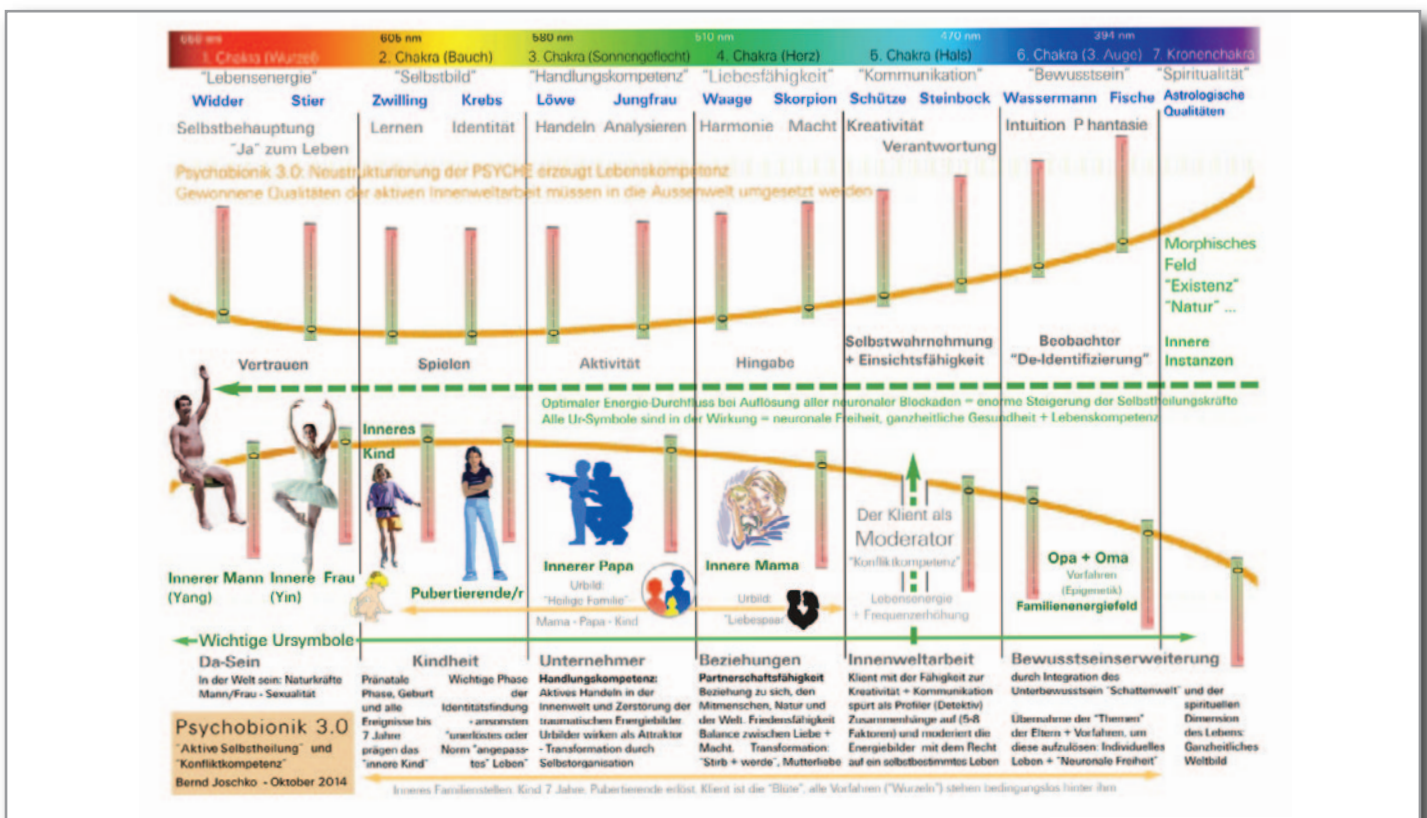 650 nm 605 nm 580 nm 510 nm 470 nm 394 nm
1. Chakra (Wurzel) 2. Chakra (Bauch) 3. Chakra (Sonnengeflecht) 4. Chakra (Herz) 5. Chakra (Hals) 6. Chakra (3. Auge) 7. Kronenchakra
"Lebensenergie" "Selbstbild" "Handlungskompetenz" "Liebesfähigkeit" "Kommunikation" "Bewusstsein" "Spiritualität"
Widder Stier Zwilling Krebs Löwe Jungfrau Waage Skorpion Schütze Steinbock Wassermann Fische Astrologische
Qualitäten
Selbstbehauptung Lernen Identität Handeln Analysieren Harmonie Macht Kreativität Intuition Phantasie
"Ja" zum Leben Verantwortung
Psychobionik 3.0: Neustrukturierung der PSYCHE erzeugt Lebenskompetenz
Gewonnene Qualitäten der aktiven Innenweltarbeit müssen in die Aussenwelt umgesetzt werden
Morphisches
Feld
"Existenz"
"Natur" ...
Vertrauen
Spielen
Aktivität
Hingabe
Selbstwahrnehmung
+ Einsichtsfähigkeit
Beobachter
"De-Identifizierung"
Innere
Instanzen
Optimaler Energie-Durchfluss bei Auflösung aller neuronaler Blockaden = enorme Steigerung der Selbstheilungskräfte
Alle Ur-Symbole sind in der Wirkung = neuronale Freiheit, ganzheitliche Gesundheit + Lebenskompetenz
Inneres
Kind
Innerer Mann
(Yang)
Innere Frau
(Yin)
Pubertierende/r
Innerer Papa
Urbild:
"Heilige Familie"
Mama - Papa - Kind
Innere Mama
Urbild:
"Liebespaar
Der Klient als
Moderator
"Konfliktkompetenz"
Lebensenergie
+ Frequenzerhöhung
Opa + Oma
Vorfahren
(Epigenetik)
Familienenergiefeld
Wichtige Ursymbole
Da-Sein
In der Welt sein: Naturkräfte
Mann/Frau - Sexualität
Kindheit
Pränatale
Phase, Geburt
und alle
Ereignisse bis
7 Jahre
prägen das
"innere Kind"
Wichtige Phase
der
Identitätsfindung
- ansonsten
"unerlöstes oder
Norm "angepass-
tes" Leben"
Unternehmer
Handlungskompetenz:
Aktives Handeln in der
Innenwelt und Zerstörung der
traumatischen Energiebilder.
Urbilder wirken als Attraktor
- Transformation durch
Selbstorganisation
Beziehungen
Partnerschaftsfähigkeit
Beziehung zu sich, den
Mitmenschen, Natur und
der Welt. Friedensfähigkeit
Balance zwischen Liebe +
Macht. Transformation:
"Stirb + werde", Mutterliebe
Innenweltarbeit
Klient mit der Fähigkeit zur
Kreativität + Kommunikation
spurt als Profiler (Detektiv)
Zusammenhänge auf (5-8
Faktoren) und moderiert die
Energiebilder mit dem Recht
auf ein selbstbestimmtes Leben
Bewusstseinserweiterung
durch Integration des
Unterbewusstsein "Schattenwelt" und der
spirituellen
Dimension
des Lebens:
Ganzheitliches
Weltbild
Übernahme der "Themen"
der Eltern + Vorfahren, um
diese aufzulösen: Individuelles
Leben + "Neuronale Freiheit"
Psychobionik 3.0
"Aktive Selbstheilung" und
"Konfliktkompetenz"
Bernd Joschko - Oktober 2014
Inneres Familienstellen: Kind 7 Jahre, Pubertierende erlöst, Klient ist die "Blüte", alle Vorfahren ("Wurzeln") stehen bedingungslos hinter ihm